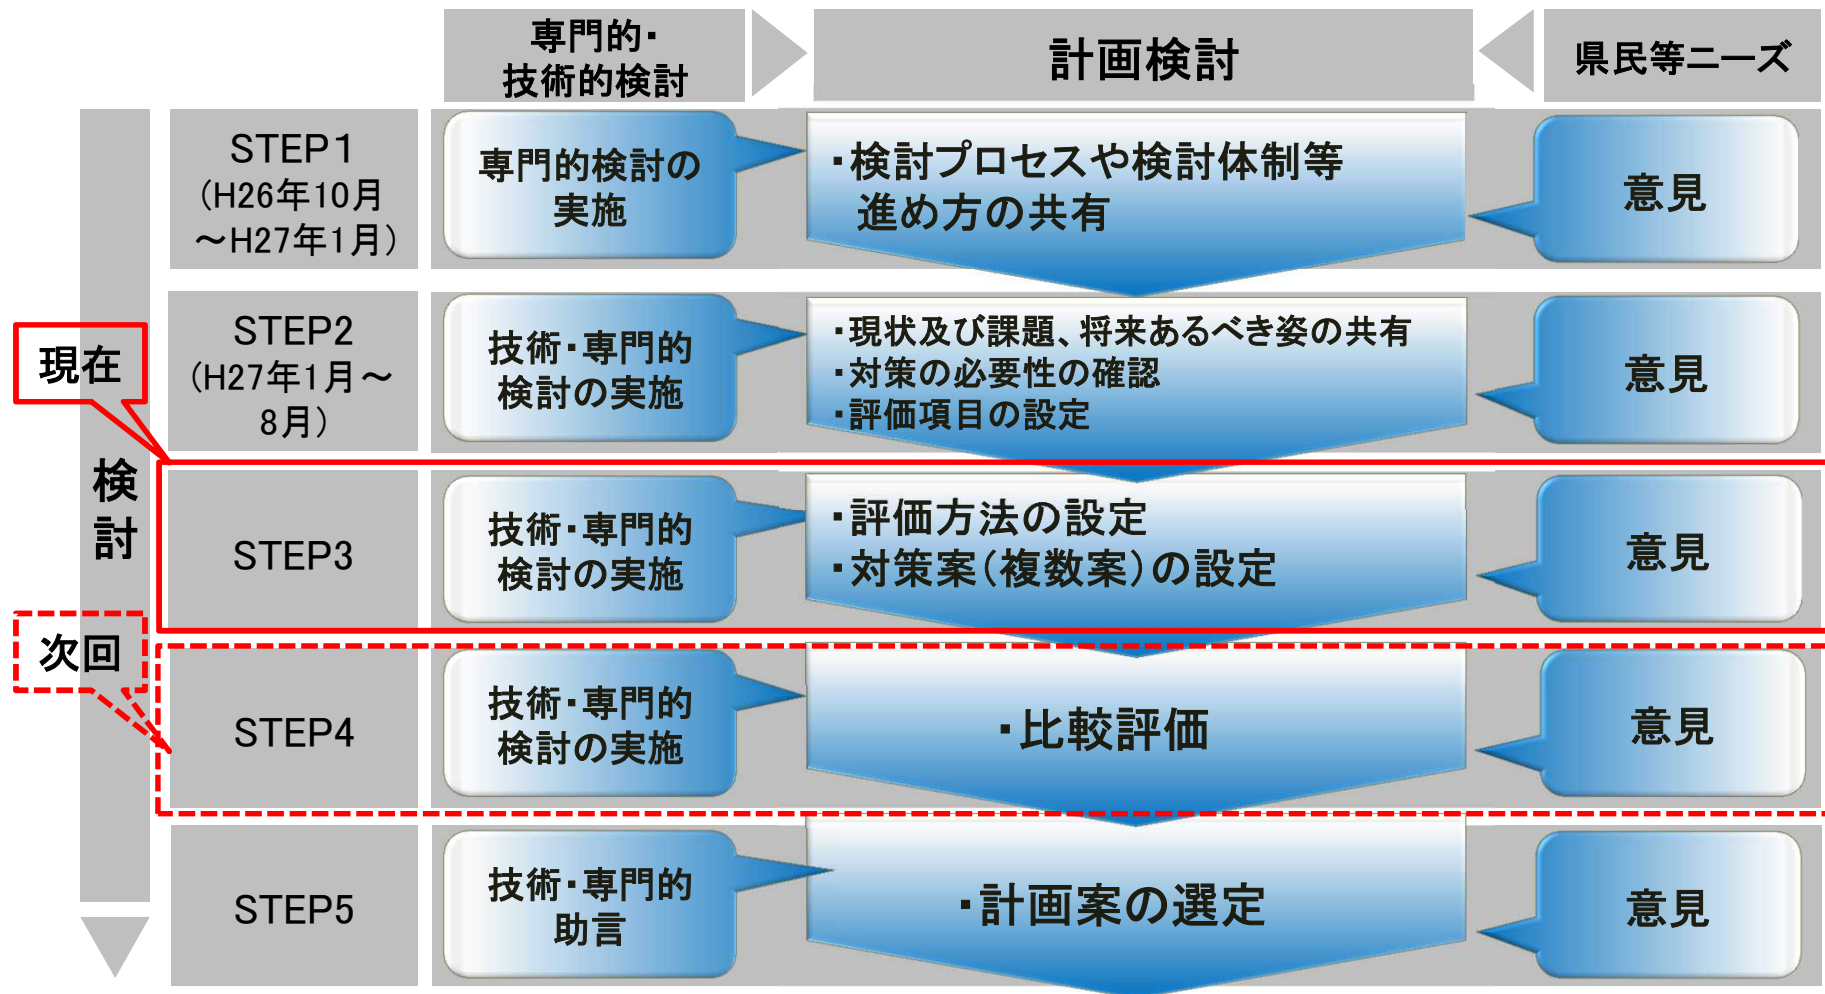 専門的・
技術的検討
計画検討
県民等ニーズ
検討
STEP1
(H26年10月
～H27年1月)
専門的検討の
実施
・検討プロセスや検討体制等
進め方の共有
意見
現在
STEP2
(H27年1月～
8月)
技術・専門的
検討の実施
・現状及び課題、将来あるべき姿の共有
・対策の必要性の確認
・評価項目の設定
意見
STEP3
技術・専門的
検討の実施
・評価方法の設定
・対策案(複数案)の設定
意見
次回
STEP4
技術・専門的
検討の実施
・比較評価
意見
STEP5
技術・専門的
助言
・計画案の選定
意見